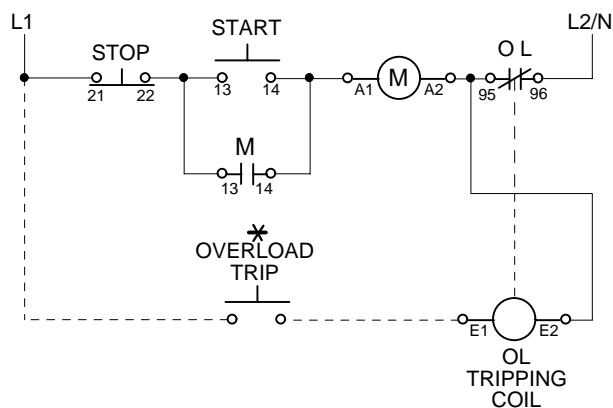 L1
L2/N
STOP
START
O L
21 22
13 14
A1 M A2
95 96
M
13 14
*
OVERLOAD
TRIP
E1 E2
OL
TRIPPING
COIL